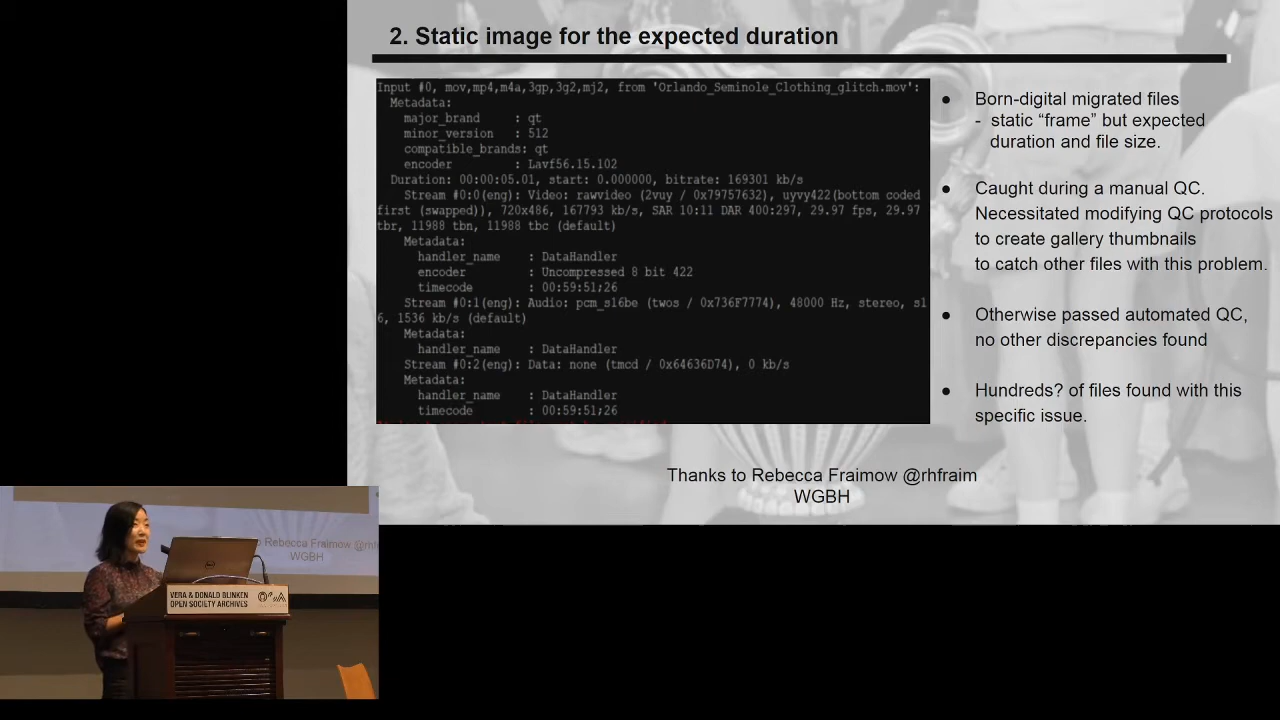 2. Static image for the expected duration
Input #0, mov,mp4,m4a,3gp,3g2,mj2, from 'Orlando_Seminole_Clothing_glitch.mov':
Metadata:
major_brand : qt
minor_version : 512
compatible_brands: qt
encoder : Lavf56.15.102
Duration: 00:00:05.01, start: 0.000000, bitrate: 169301 kb/s
Stream #0:0(eng): Video: rawvideo (2vuy / 0x79757632), uyvy422(bottom coded
first (swapped)), 720x486, 167793 kb/s, SAR 10:11 DAR 400:297, 29.97 fps, 29.97
tbr, 11988 tbn, 11988 tbc (default)
Metadata:
handler_name : DataHandler
encoder : Uncompressed 8 bit 422
timecode : 00:59:51;26
Stream #0:1(eng): Audio: pcm_s16be (twos / 0x736F7774), 48000 Hz, stereo, s1
6, 1536 kb/s (default)
Metadata:
handler_name : DataHandler
Stream #0:2(eng): Data: none (tmcd / 0x64636D74), 0 kb/s
Metadata:
handler_name : DataHandler
timecode : 00:59:51;26
● Born-digital migrated files
- static “frame” but expected
duration and file size.
● Caught during a manual QC.
Necessitated modifying QC protocols
to create gallery thumbnails
to catch other files with this problem.
● Otherwise passed automated QC,
no other discrepancies found
● Hundreds? of files found with this
specific issue.
Thanks to Rebecca Fraimow @rhfraim
WGBH
Rebecca Fraimow @rhf
WGBH
VERA & DONALD BLINKEN
OPEN SOCIETY ARCHIVES